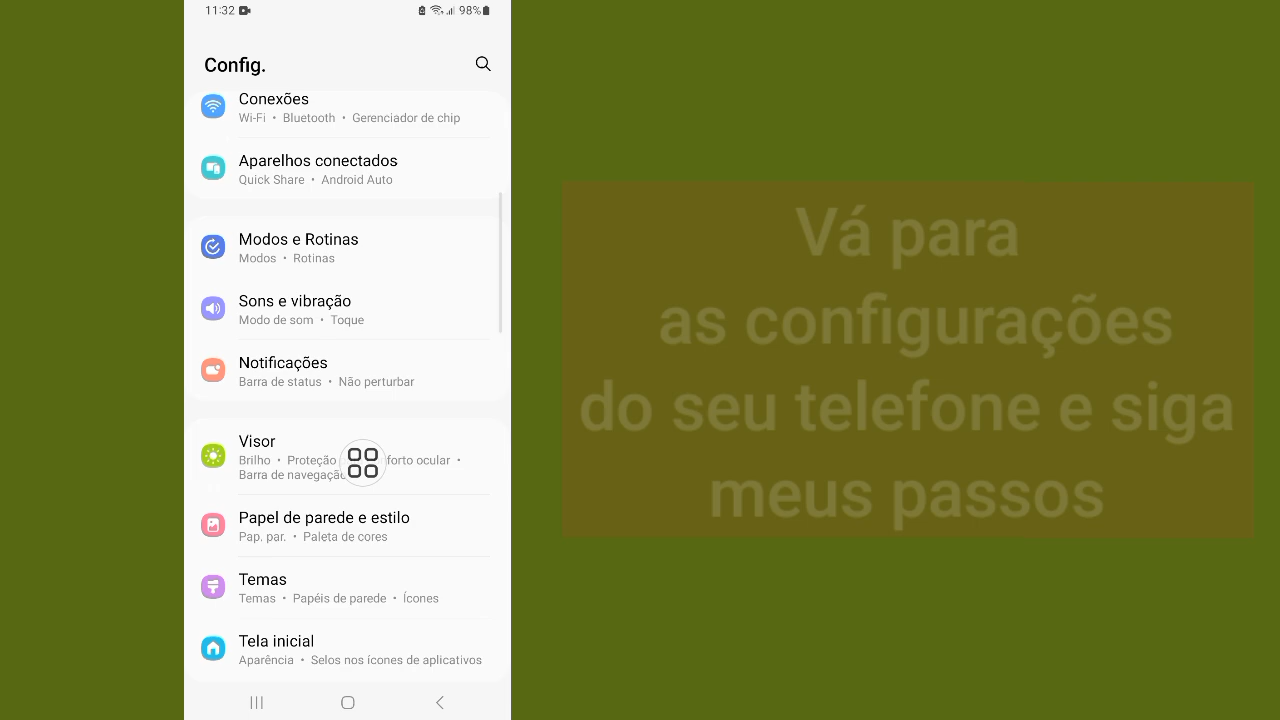 11:32
98%
Config.
Conexões
Wi-Fi • Bluetooth • Gerenciador de chip
Aparelhos conectados
Quick Share • Android Auto
Modos e Rotinas
Modos • Rotinas
Sons e vibração
Modo de som • Toque
Notificações
Barra de status • Não perturbar
Visor
Brilho • Proteção forto ocular •
Barra de navegação
Papel de parede e estilo
Pap. par. • Paleta de cores
Temas
Temas • Papéis de parede • Ícones
Tela inicial
Aparência • Selos nos ícones de aplicativos
Vá para
as configurações
do seu telefone e siga
meus passos